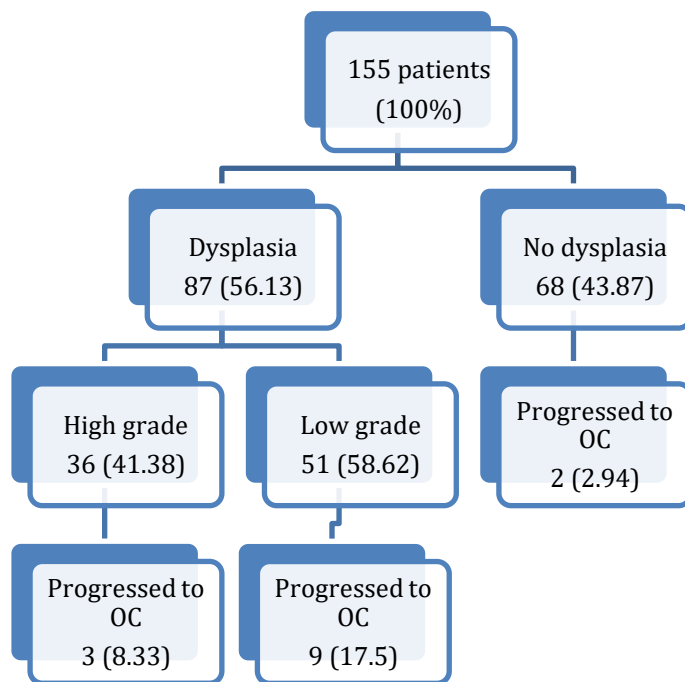 155 patients
(100%)
Dysplasia
87 (56.13)
No dysplasia
68 (43.87)
High grade
36 (41.38)
Low grade
51 (58.62)
Progressed to
OC
2 (2.94)
Progressed to
OC
3 (8.33)
Progressed to
OC
9 (17.5)